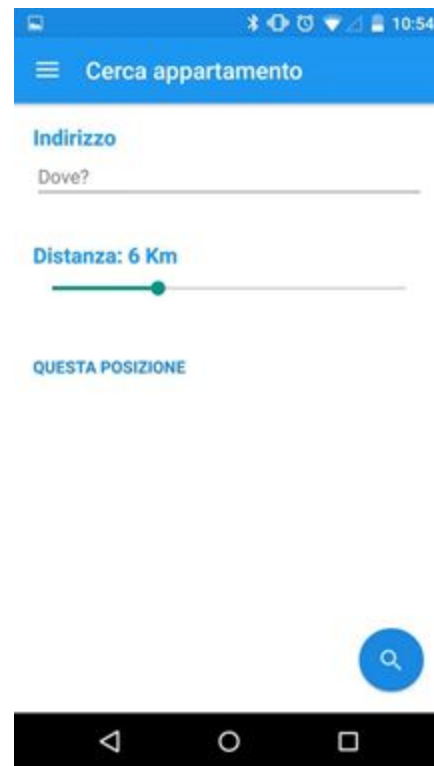 10:54
Cerca appartamento
Indirizzo
Dove?
Distanza: 6 Km
QUESTA POSIZIONE